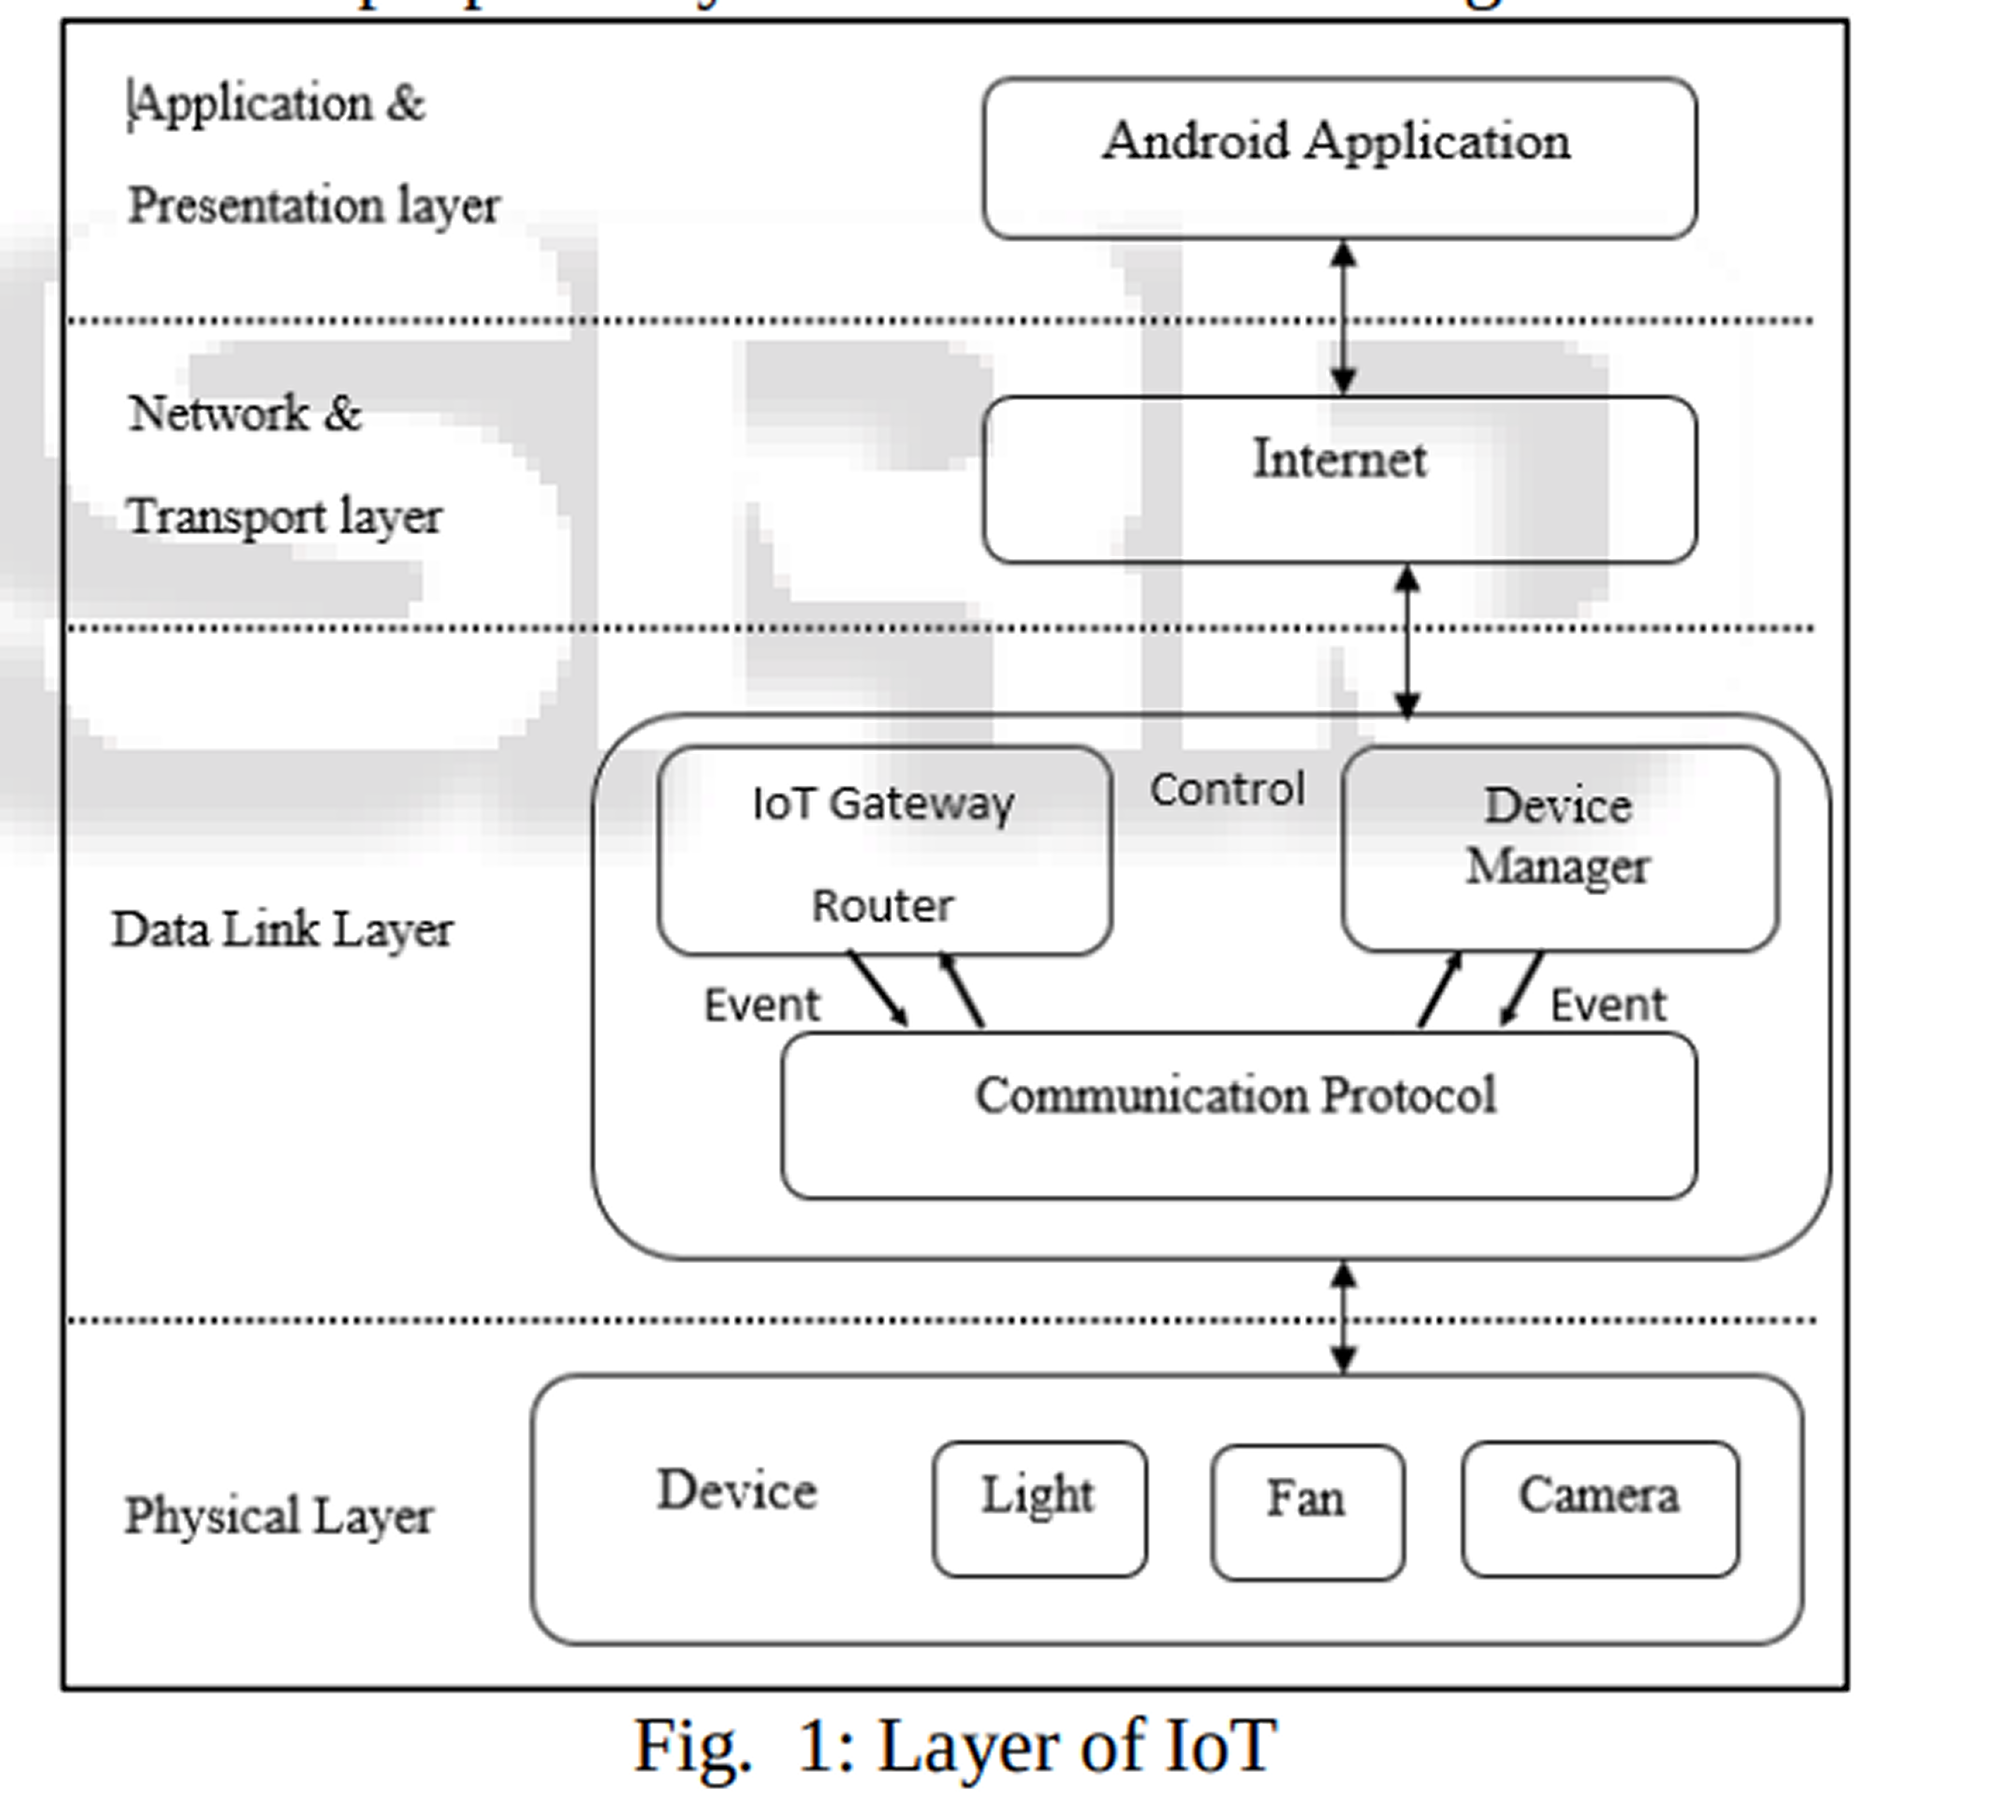 Application &
Presentation layer
Android Application
Network &
Transport layer
Internet
Data Link Layer
IoT Gateway
Router
Control
Device
Manager
Event
Event
Communication Protocol
Physical Layer
Device
Light
Fan
Camera
Fig. 1: Layer of IoT